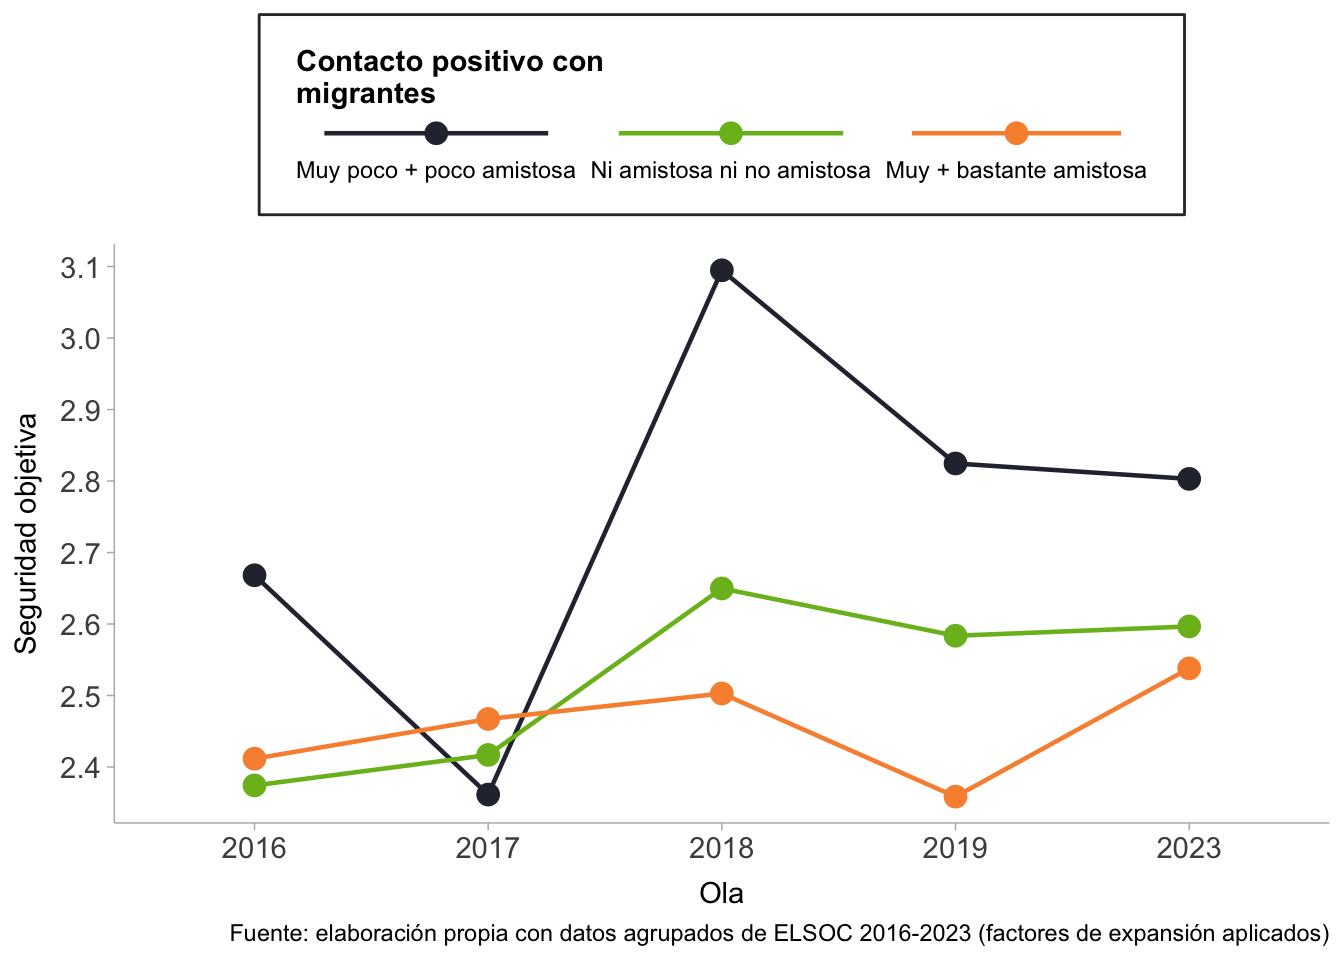 Contacto positivo con
migrantes
Muy poco + poco amistosa
Ni amistosa ni no amistosa
Muy + bastante amistosa
Seguridad objetiva
3.1
3.0
2.9
2.8
2.7
2.6
2.5
2.4
2016
2017
2018
2019
2023
Ola
Fuente: elaboración propia con datos agrupados de ELSOC 2016-2023 (factores de expansión aplicados)